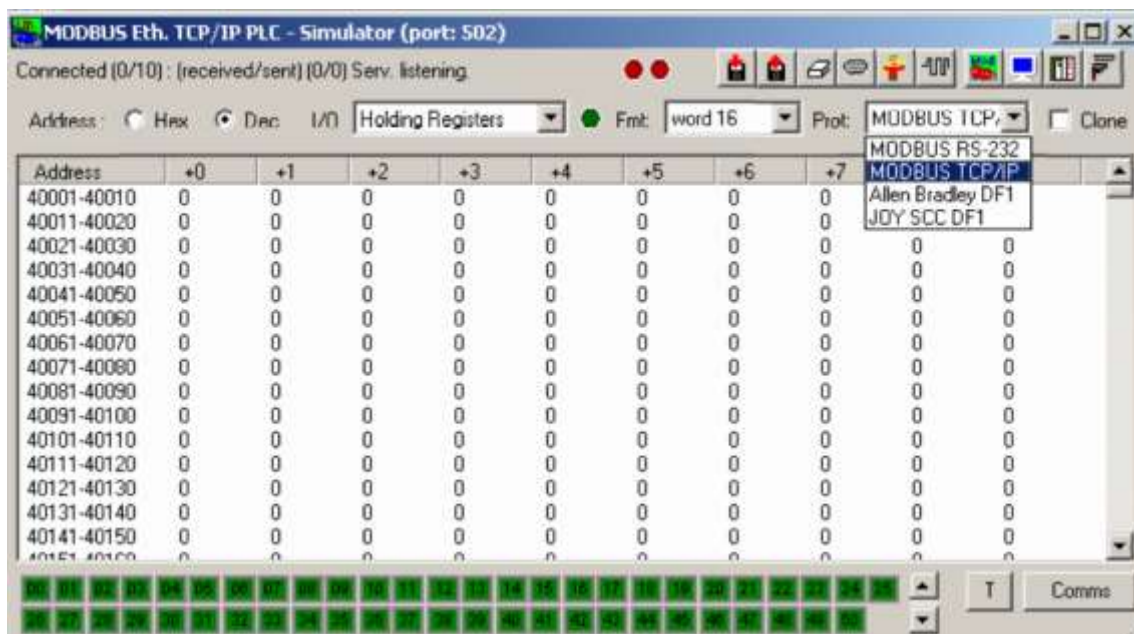 MODBUS Eth. TCP/IP PLC - Simulator (port: 502)
Connected (0/10) : (received/sent) (0/0) Serv. listening.
Address: Hex Dec I/O Holding Registers Fmt: word 16 Prot: MODBUS TCP/ Clone
MODBUS RS-232
MODBUS TCP/IP
Allen Bradley DF1
JOY SCC DF1
Address +0 +1 +2 +3 +4 +5 +6 +7
40001-40010 0 0 0 0 0 0 0 0
40011-40020 0 0 0 0 0 0 0 0
40021-40030 0 0 0 0 0 0 0 0 0 0
40031-40040 0 0 0 0 0 0 0 0 0 0
40041-40050 0 0 0 0 0 0 0 0 0 0
40051-40060 0 0 0 0 0 0 0 0 0 0
40061-40070 0 0 0 0 0 0 0 0 0 0
40071-40080 0 0 0 0 0 0 0 0 0 0
40081-40090 0 0 0 0 0 0 0 0 0 0
40091-40100 0 0 0 0 0 0 0 0 0 0
40101-40110 0 0 0 0 0 0 0 0 0 0
40111-40120 0 0 0 0 0 0 0 0 0 0
40121-40130 0 0 0 0 0 0 0 0 0 0
40131-40140 0 0 0 0 0 0 0 0 0 0
40141-40150 0 0 0 0 0 0 0 0 0 0
T Comms